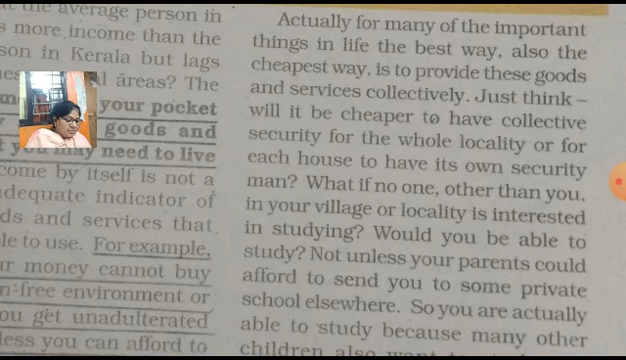 the average person in
more income than the
son in Kerala but lags
al áreas? The
your pocket
goods and
you may need to live
come by itself is not a
adequate indicator of
ds and services that
le to use. For example,
ur money cannot buy
n-free environment or
ou get unadulterated
less you can afford to
Actually for many of the important
things in life the best way, also the
cheapest way, is to provide these goods
and services collectively. Just think –
will it be cheaper to have collective
security for the whole locality or for
each house to have its own security
man? What if no one, other than you,
in your village or locality is interested
in studying? Would you be able to
study? Not unless your parents could
afford to send you to some private
school elsewhere. So you are actually
able to study because many other
children also want